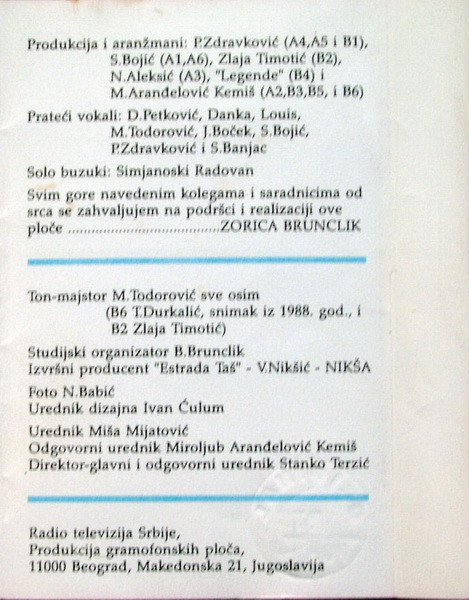 Produkcija i aranžmani: P.Zdravković (A4,A5 i B1),
S.Bojić (A1,A6), Zlaja Timotić (B2),
N.Aleksić (A3), "Legende" (B4) i
M.Aranđelović Kemiš (A2,B3,B5, i B6)
Prateći vokali: D.Petković, Danka, Louis,
M.Todorović, J.Boček, S.Bojić,
P.Zdravković i S.Banjac
Solo buzuki: Simjanoski Radovan
Svim gore navedenim kolegama i saradnicima od
srca se zahvaljujem na podršci i realizaciji ove
ploče ........................................ZORICA BRUNCLIK
Ton-majstor M.Todorović sve osim
(B6 T.Durkalić, snimak iz 1988. god., i
B2 Zlaja Timotić)
Studijski organizator B.Brunclik
Izvršni producent "Estrada Taš" - V.Nikšić - NIKŠA
Foto N.Babić
Urednik dizajna Ivan Ćulum
Urednik Miša Mijatović
Odgovorni urednik Miroljub Aranđelović Kemiš
Direktor-glavni i odgovorni urednik Stanko Terzić
Radio televizija Srbije,
Produkcija gramofonskih ploča,
11000 Beograd, Makedonska 21, Jugoslavija